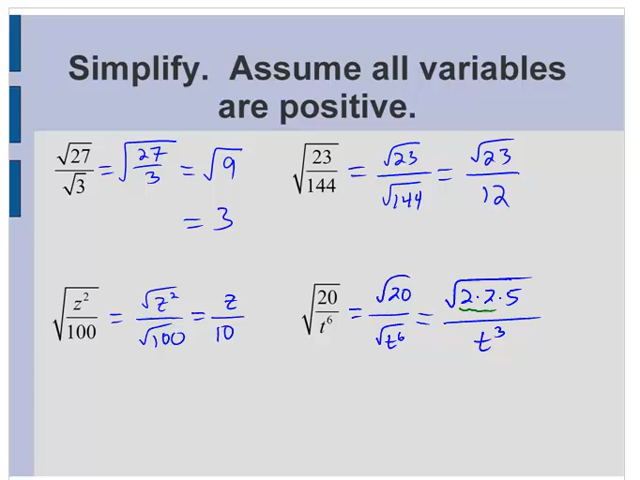 Simplify. Assume all variables
are positive.
√27/√3 = √(27/3) = √9
= 3
√(23/144) = √23/√144 = √23/12
√(z²/100) = √z²/√100 = z/10
√(20/t⁶) = √20/√t⁶ = √(2·2·5)/t³